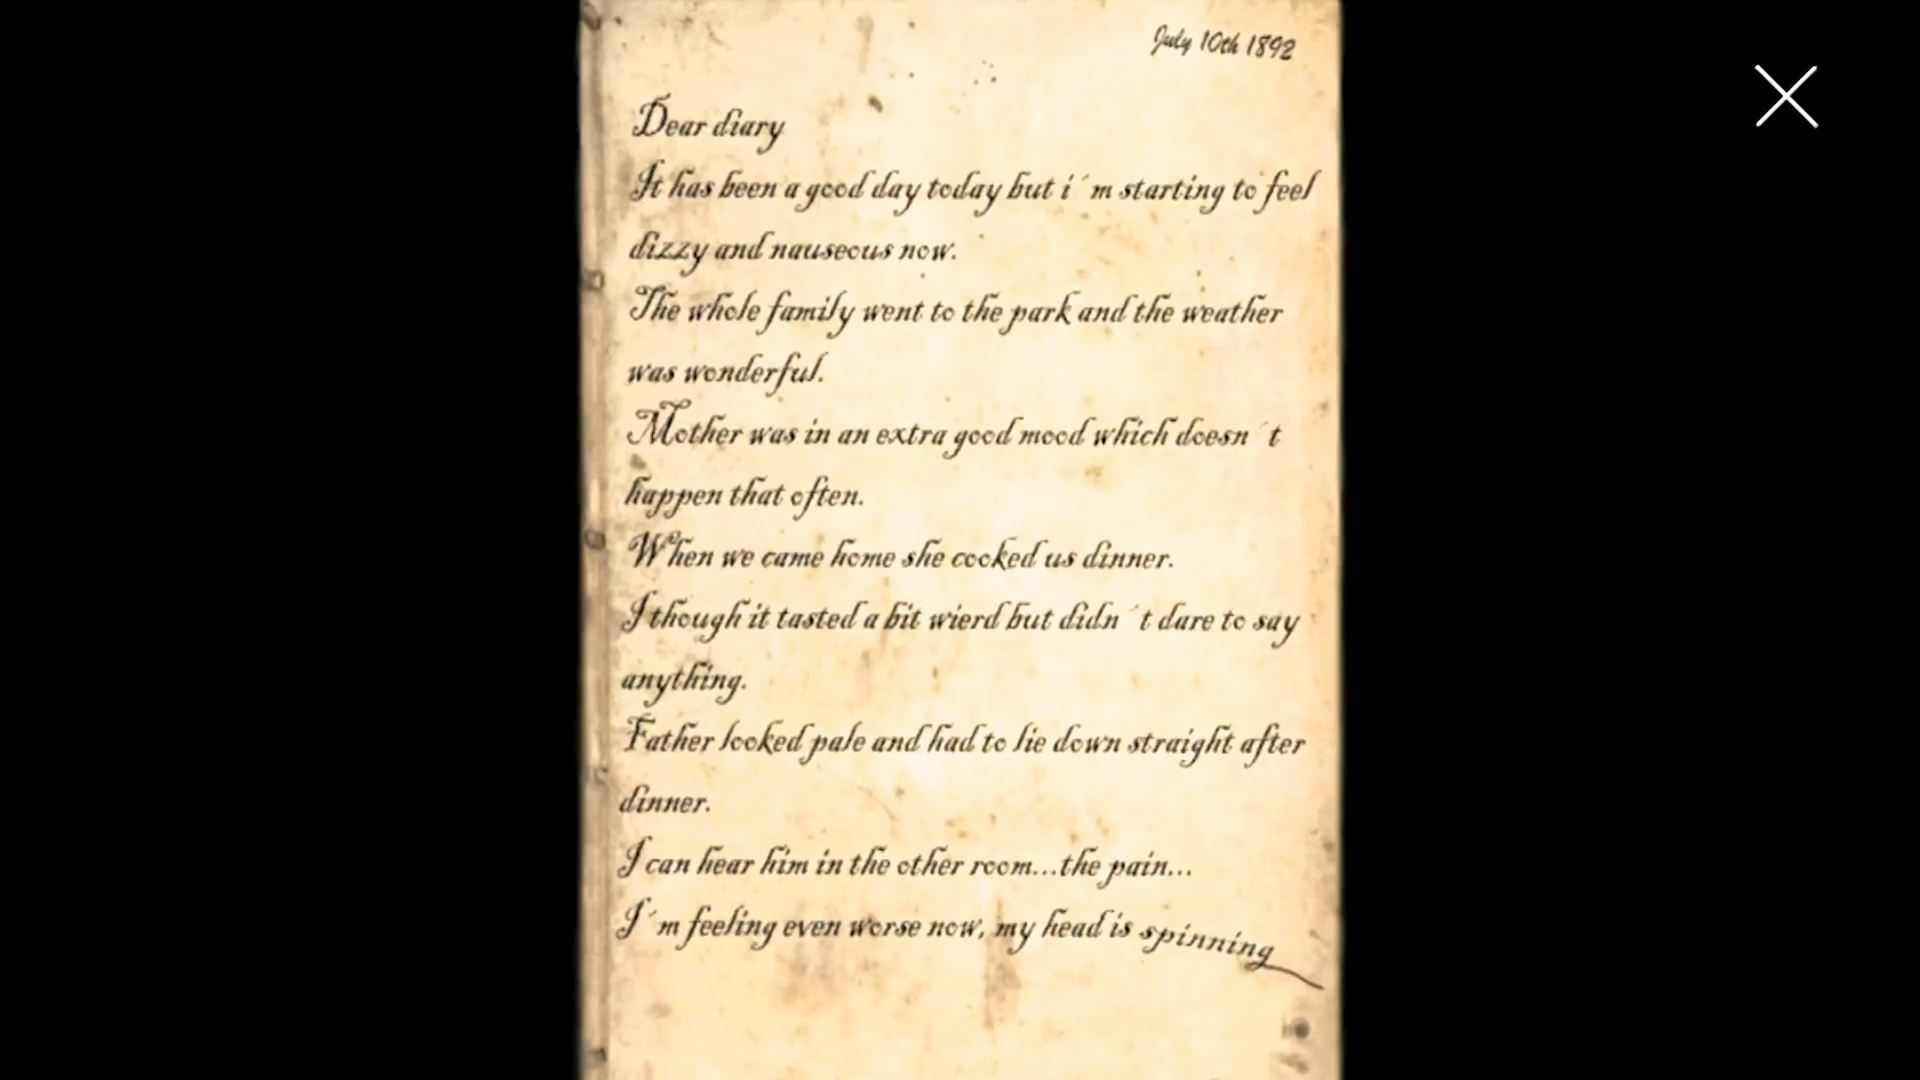 July 10th 1892
Dear diary
It has been a good day today but i´m starting to feel
dizzy and nauseous now.
The whole family went to the park and the weather
was wonderful.
Mother was in an extra good mood which doesn´t
happen that often.
When we came home she cooked us dinner.
I though it tasted a bit wierd but didn´t dare to say
anything.
Father looked pale and had to lie down straight after
dinner.
I can hear him in the other room...the pain...
I´m feeling even worse now, my head is spinning